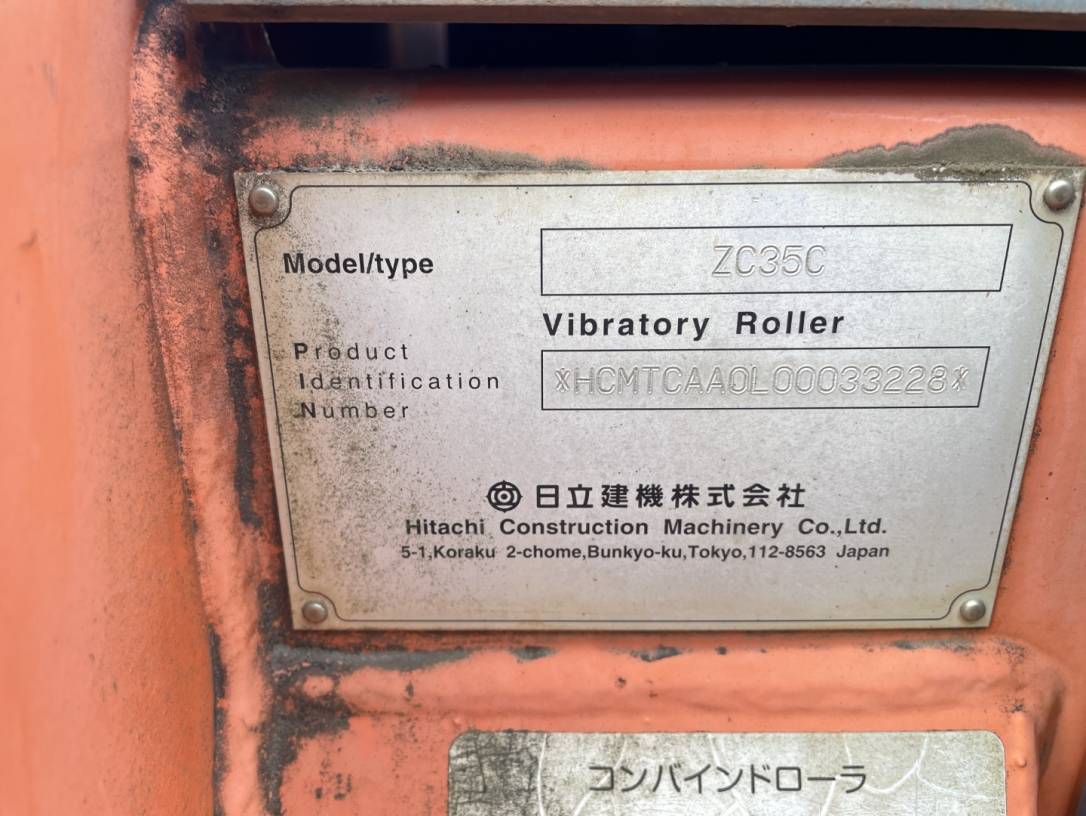 Model/type ZC35C
Vibratory Roller
Product
Identification *HCMTCAA0L00033228*
Number
日立建機株式会社
Hitachi Construction Machinery Co.,Ltd.
5-1,Koraku 2-chome,Bunkyo-ku,Tokyo,112-8563 Japan
コンバインドローラ